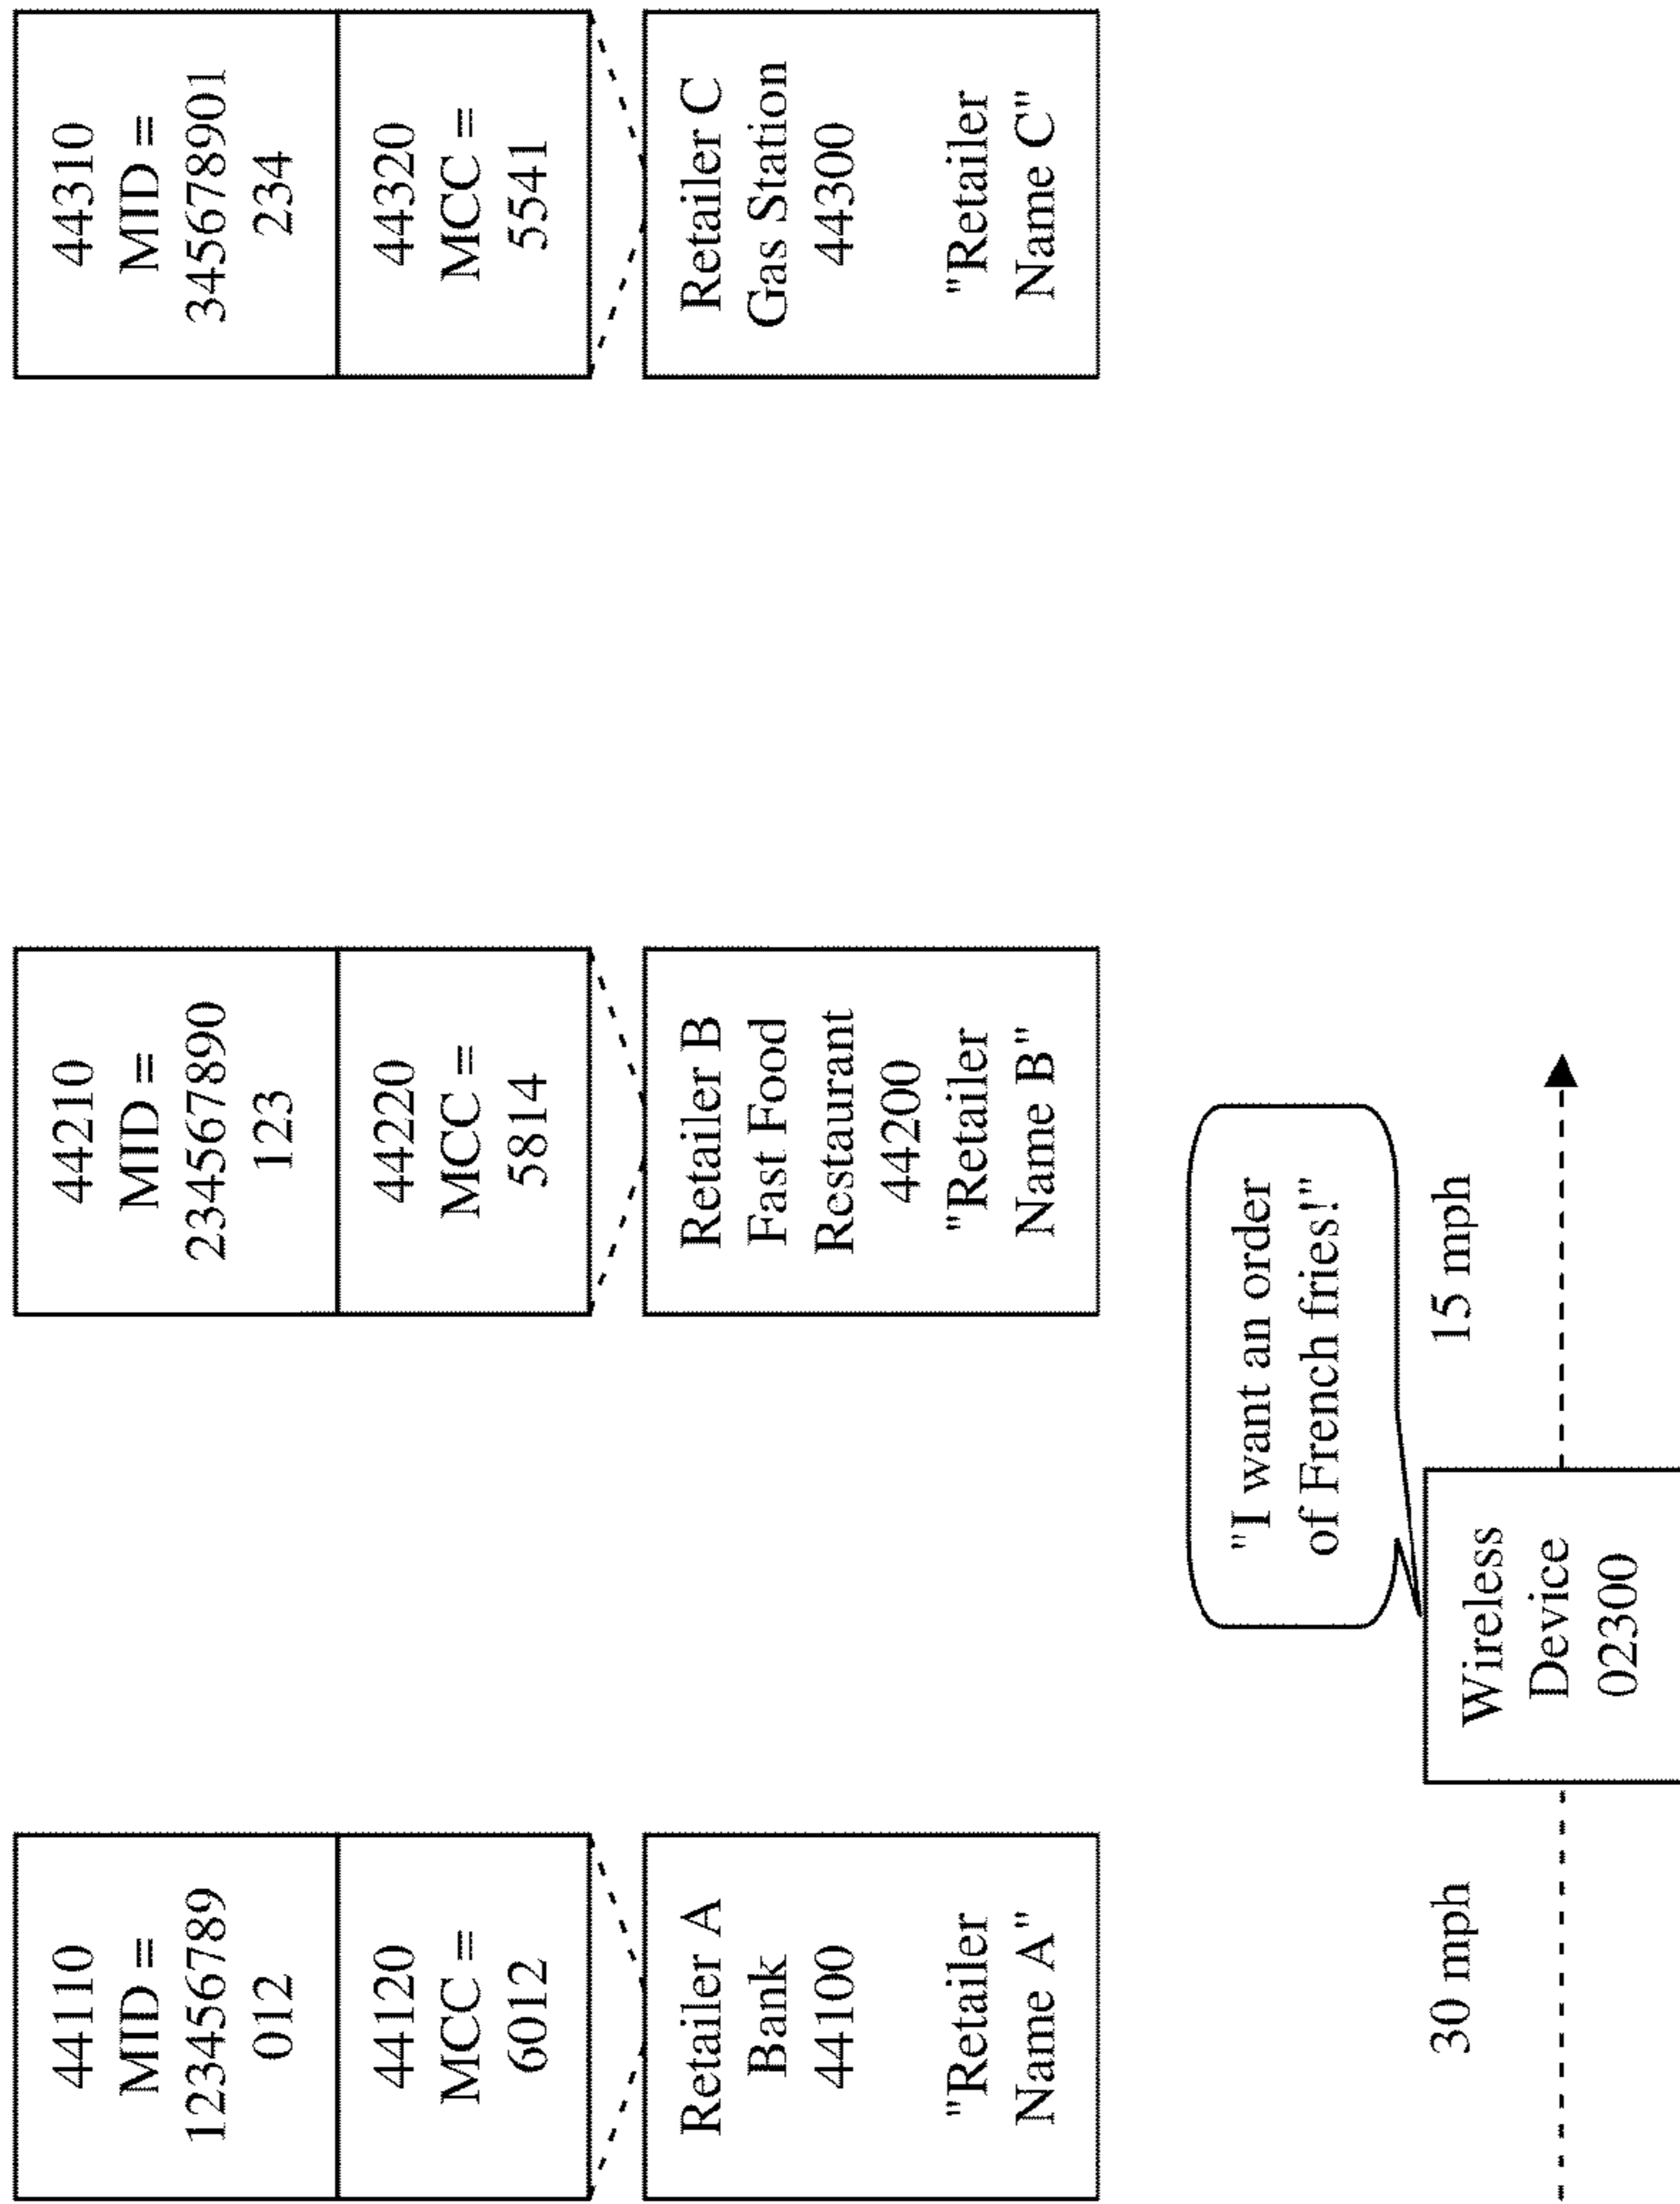 44110
MID =
123456789
012
44120
MCC =
6012
Retailer A
Bank
44100
"Retailer
Name A"
44210
MID =
234567890
123
44220
MCC =
5814
Retailer B
Fast Food
Restaurant
44200
"Retailer
Name B"
44310
MID =
345678901
234
44320
MCC =
5541
Retailer C
Gas Station
44300
"Retailer
Name C"
"I want an order
of French fries!"
30 mph
15 mph
Wireless
Device
02300